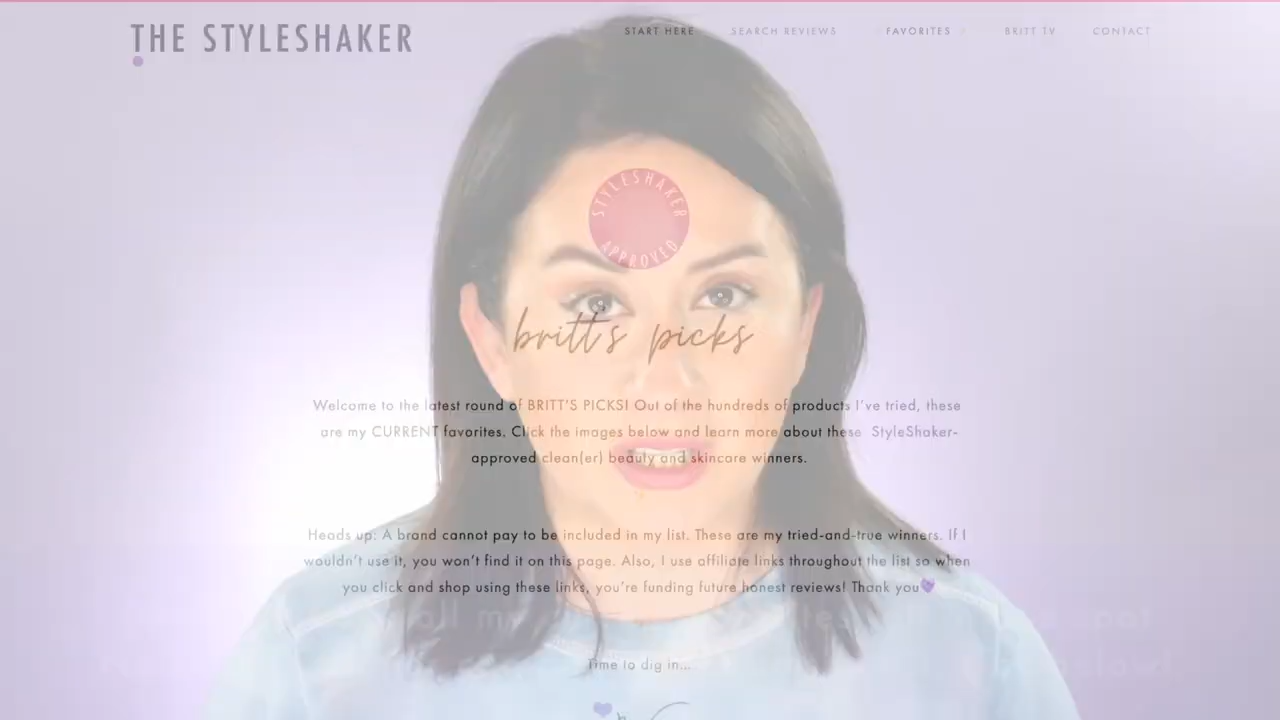 THE STYLESHAKER
START HERE SEARCH REVIEWS FAVORITES BRITT TV CONTACT
STYLESHAKER
APPROVED
britt's picks
Welcome to the latest round of BRITT'S PICKS! Out of the hundreds of products I've tried, these
are my CURRENT favorites. Click the images below and learn more about these StyleShaker-
approved clean(er) beauty and skincare winners.
Heads up: A brand cannot pay to be included in my list. These are my tried-and-true winners. If I
wouldn't use it, you won't find it on this page. Also, I use affiliate links throughout the list so when
you click and shop using these links, you're funding future honest reviews! Thank you💜
Time to dig in...